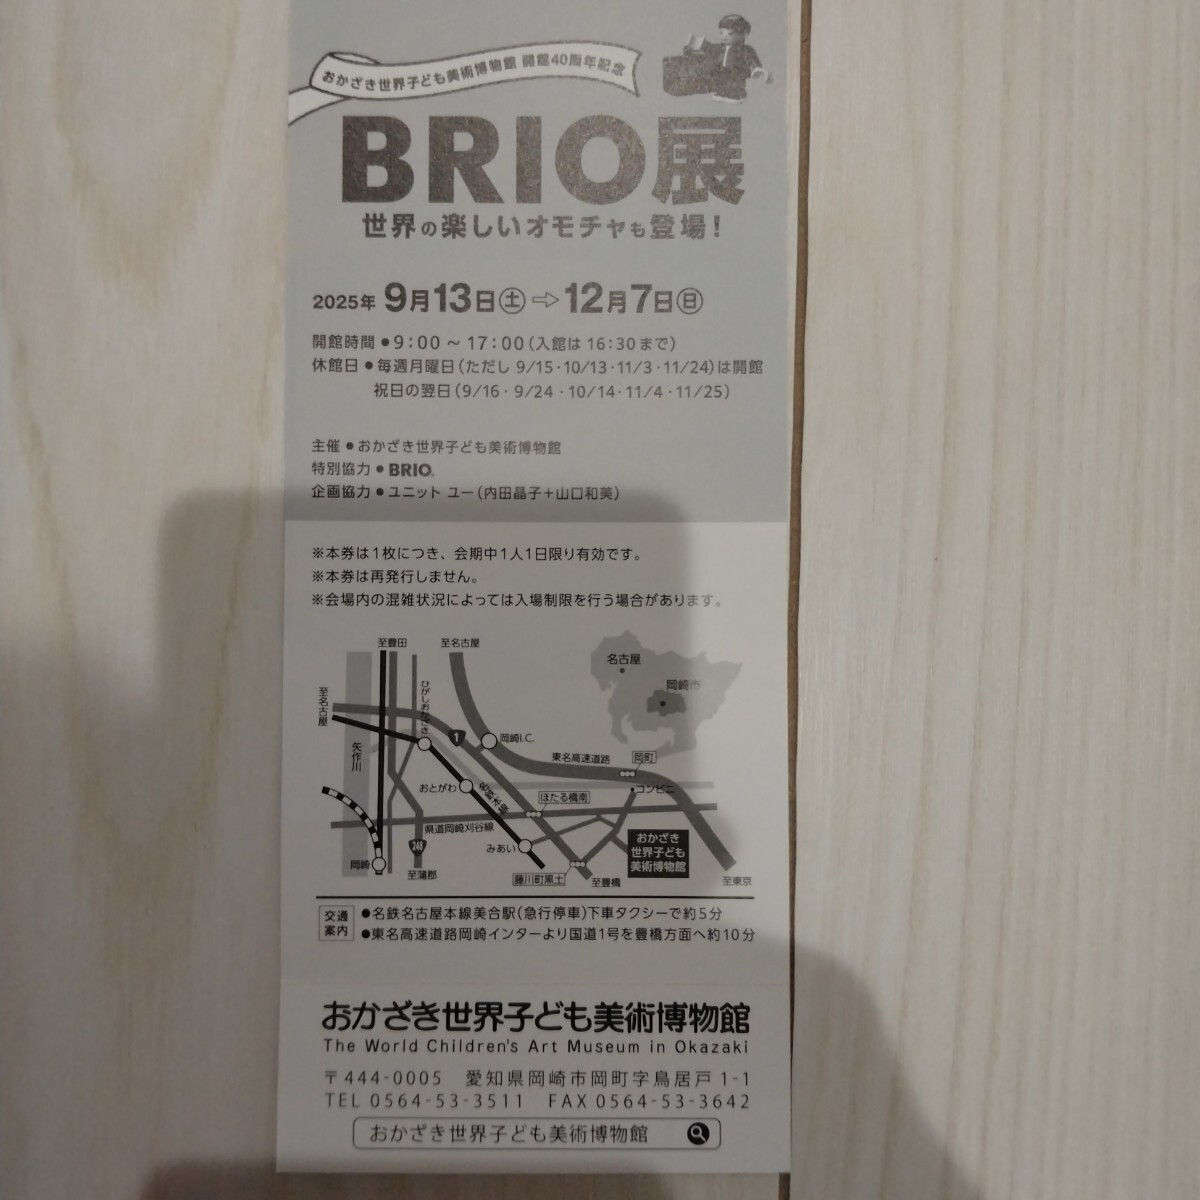 おかざき世界子ども美術博物館 開館40周年記念
BRIO展
世界の楽しいオモチャも登場！
2025年 9月13日㊏⇨12月7日㊐
開館時間●9：00～17：00（入館は16:30まで）
休館日●毎週月曜日（ただし 9/15・10/13・11/3・11/24）は開館
祝日の翌日（9/16・9/24・10/14・11/4・11/25）
主催●おかざき世界子ども美術博物館
特別協力●BRIO®
企画協力●ユニット ユー（内田晶子＋山口和美）
※本券は1枚につき、会期中1人1日限り有効です。
※本券は再発行しません。
※会場内の混雑状況によっては入場制限を行う場合があります。
至豊田
至名古屋
名古屋
岡崎市
至名古屋
ひがしおかざき
矢作川
1
岡崎I.C.
東名高速道路
岡町
コンビニ
おとがわ
名鉄本線
ほたる橋南
県道岡崎刈谷線
248
みあい
おかざき
世界子ども
美術博物館
岡崎
至蒲郡
藤川町黒土
至豊橋
至東京
交通
案内
●名鉄名古屋本線美合駅（急行停車）下車タクシーで約5分
●東名高速道路岡崎インターより国道1号を豊橋方面へ約10分
おかざき世界子ども美術博物館
The World Children's Art Museum in Okazaki
〒444-0005 愛知県岡崎市岡町字鳥居戸1-1
TEL 0564-53-3511 FAX 0564-53-3642
おかざき世界子ども美術博物館